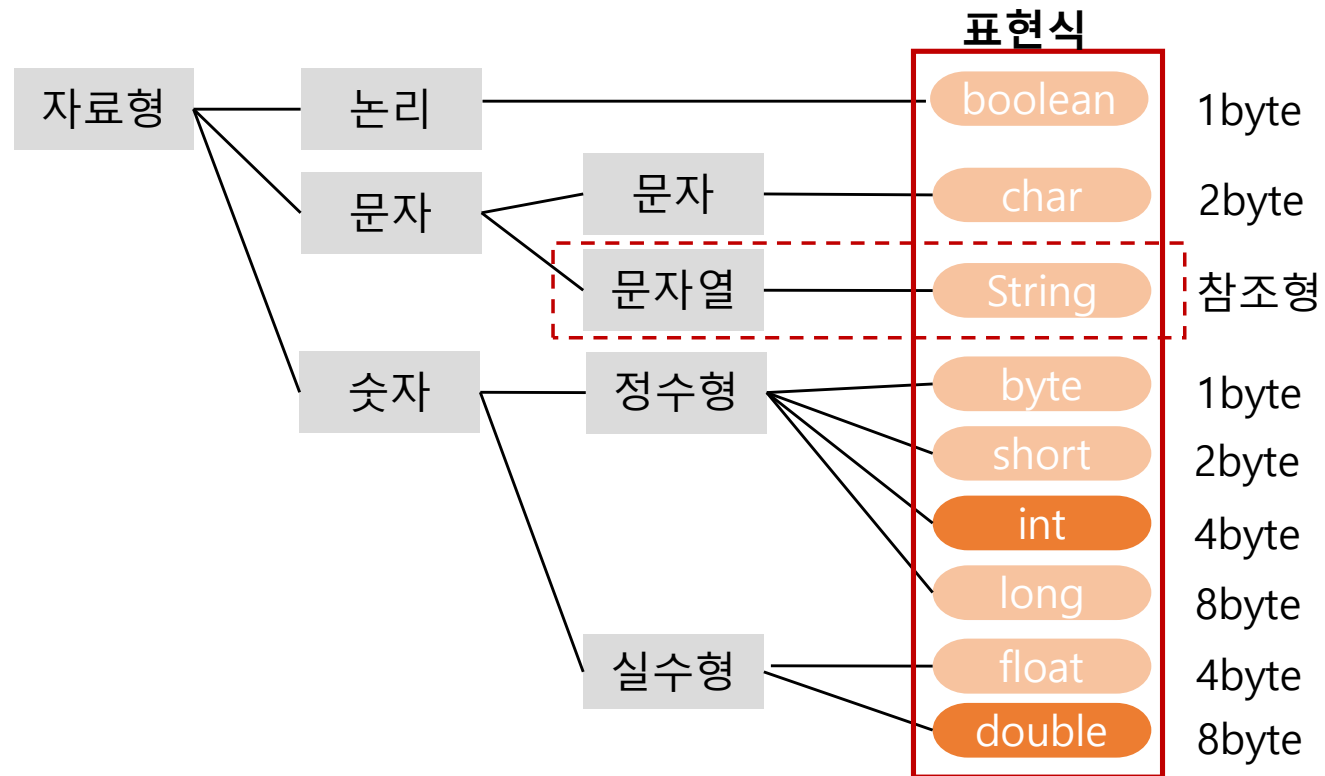 표현식
자료형
논리
boolean
1byte
문자
문자
char
2byte
문자열
String
참조형
숫자
정수형
byte
1byte
short
2byte
int
4byte
long
8byte
실수형
float
4byte
double
8byte